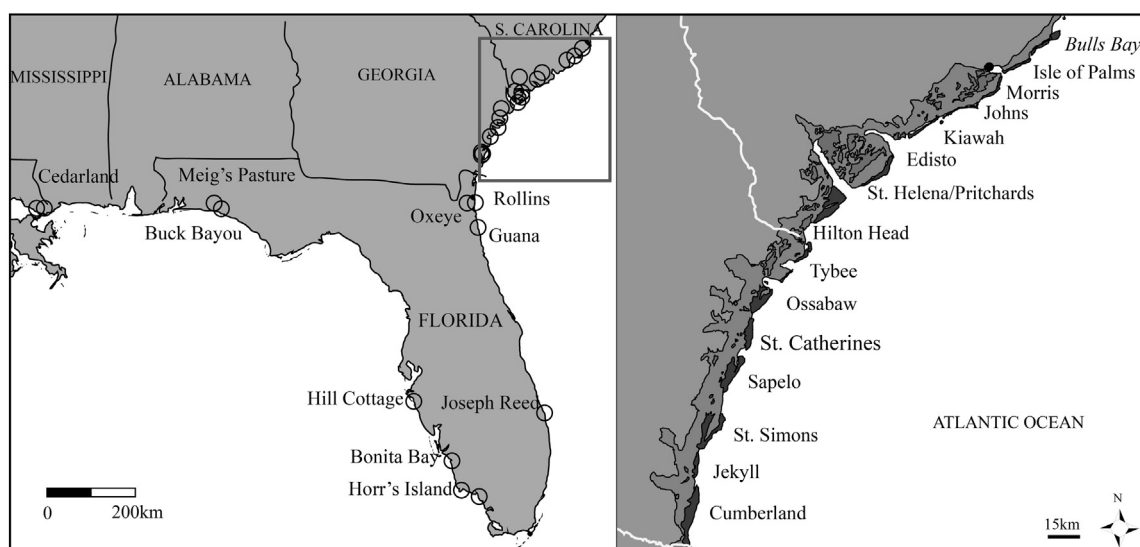 S. CAROLINA
MISSISSIPPI
ALABAMA
GEORGIA
Cedarland
Meig's Pasture
Buck Bayou
Oxeye
Rollins
Guana
FLORIDA
Hill Cottage
Joseph Reed
Bonita Bay
Horr's Island
0 200km
Bulls Bay
Isle of Palms
Morris
Johns
Kiawah
Edisto
St. Helena/Pritchards
Hilton Head
Tybee
Ossabaw
St. Catherines
Sapelo
St. Simons
Jekyll
Cumberland
ATLANTIC OCEAN
N
15km